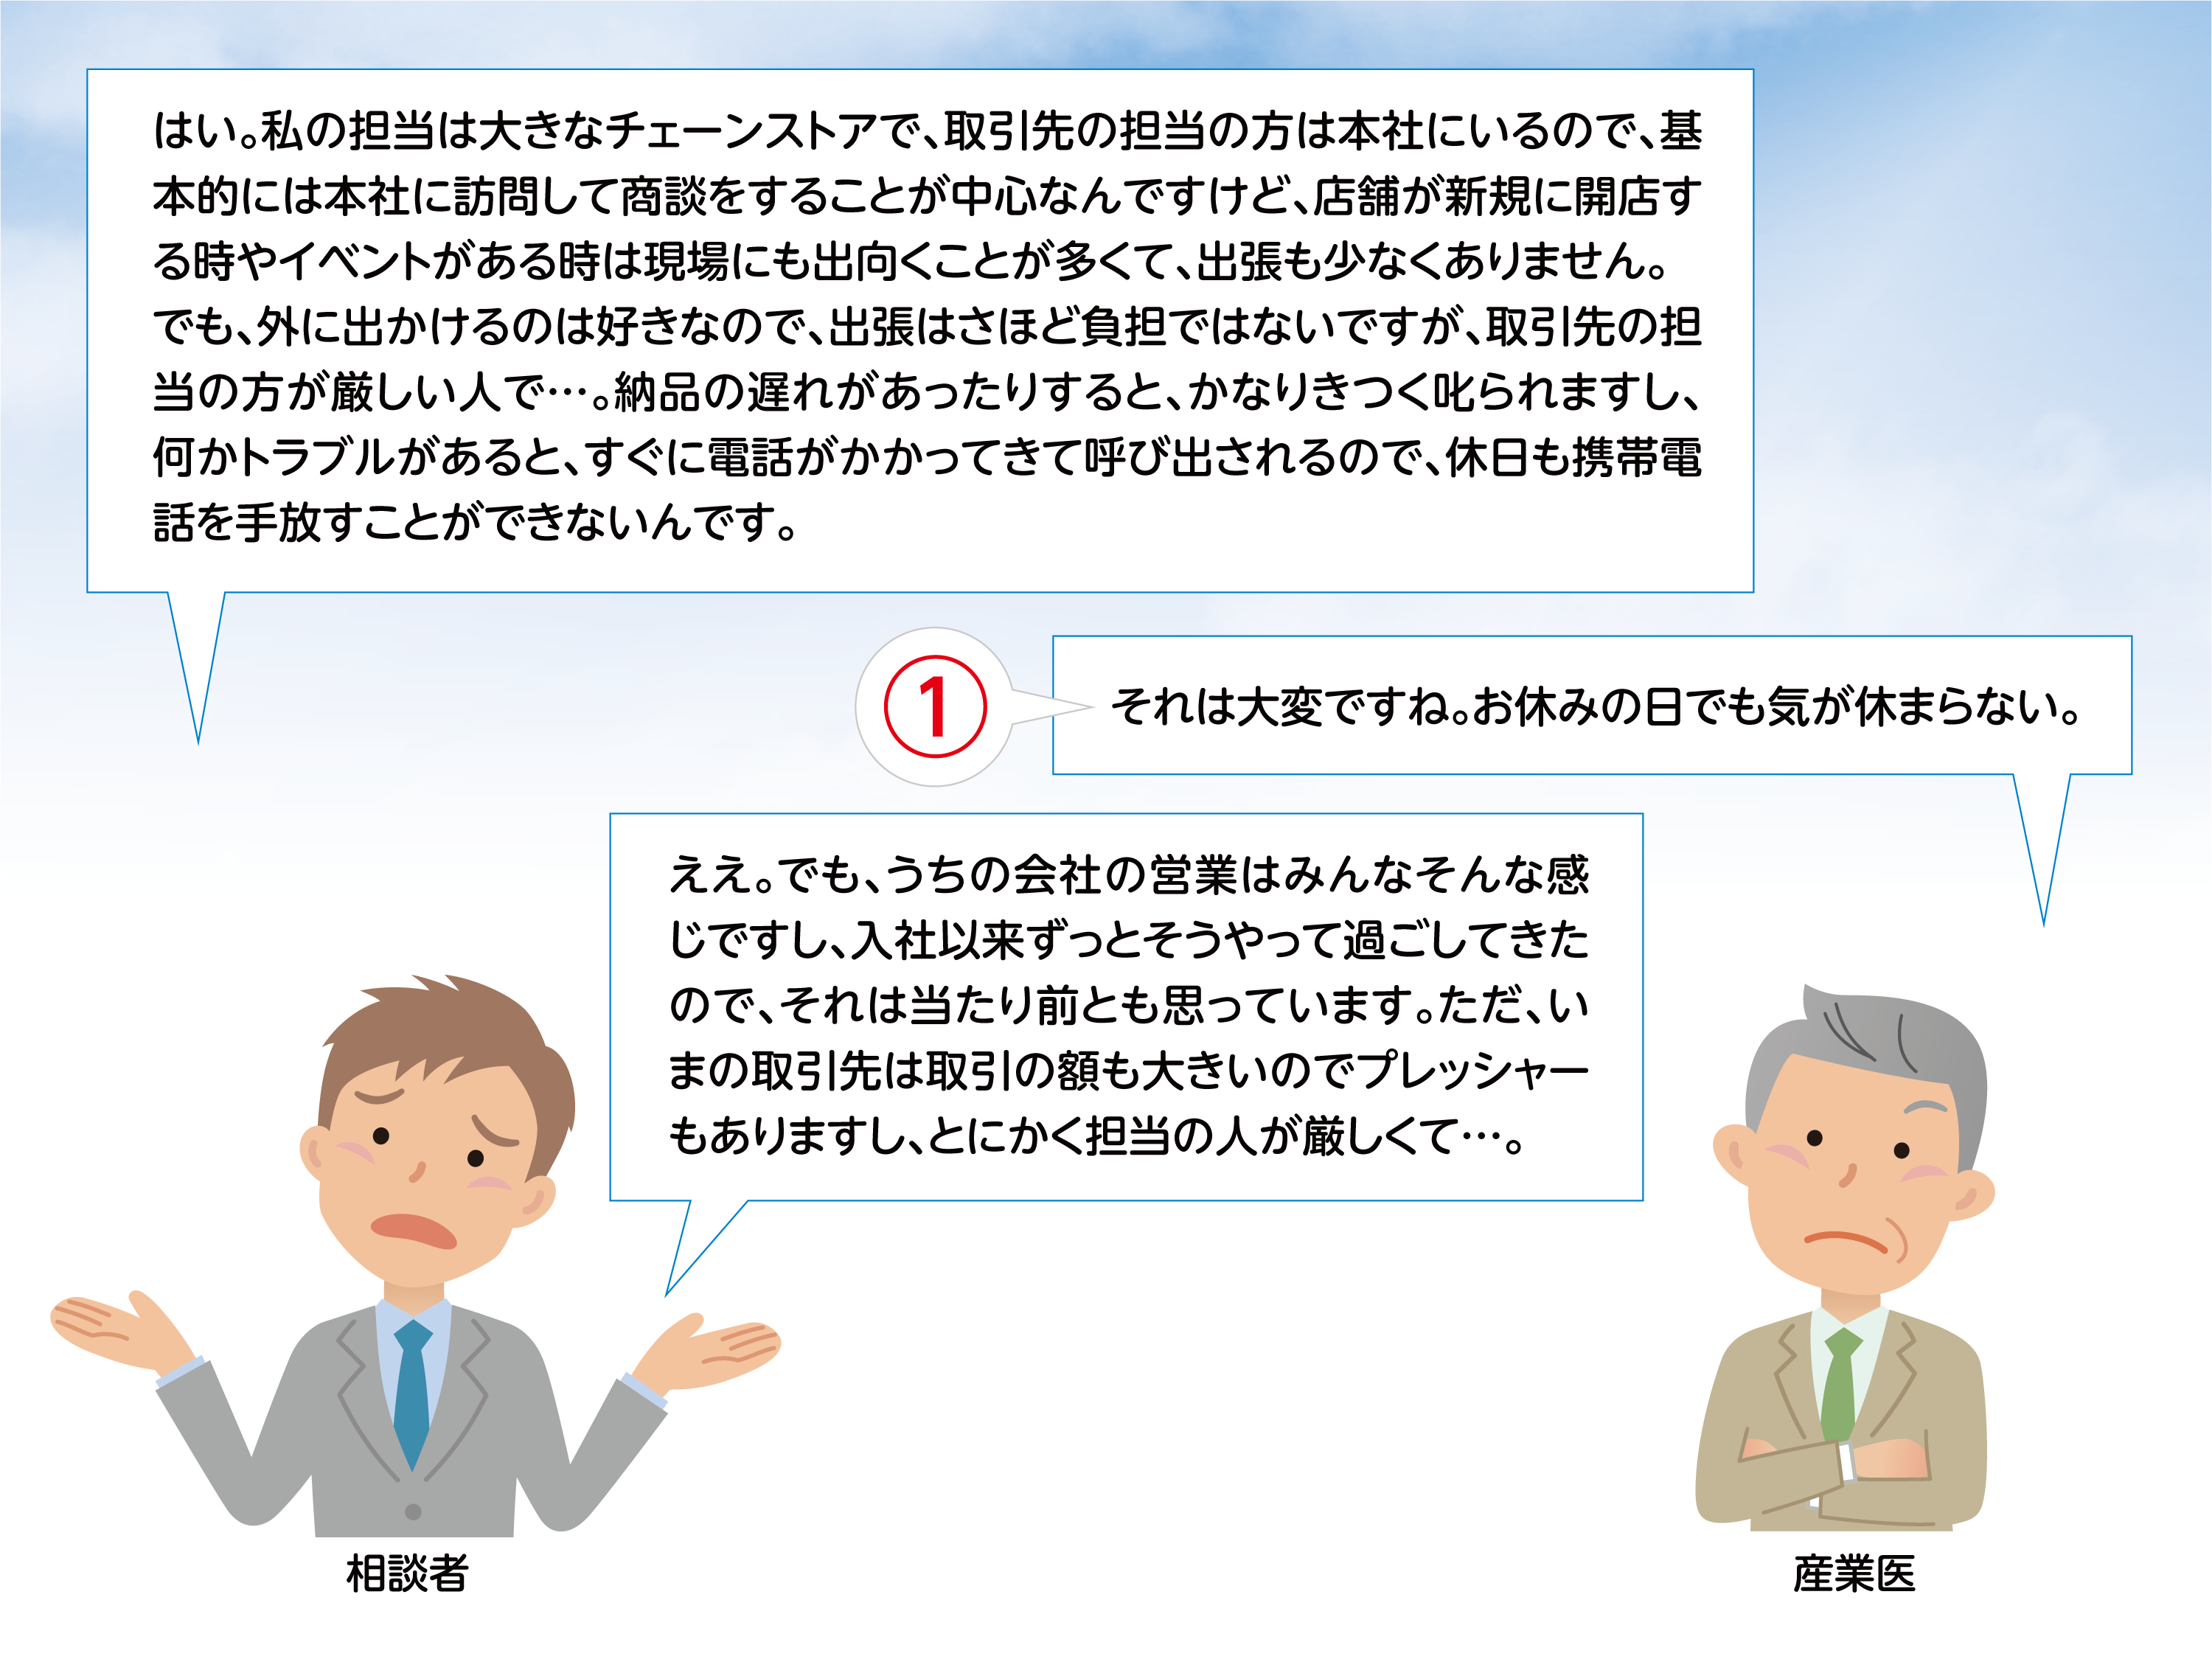 はい。私の担当は大きなチェーンストアで、取引先の担当の方は本社にいるので、基
本的には本社に訪問して商談をすることが中心なんですけど、店舗が新規に開店す
る時やイベントがある時は現場にも出向くことが多くて、出張も少なくありません。
でも、外に出かけるのは好きなので、出張はさほど負担ではないですが、取引先の担
当の方が厳しい人で…。納品の遅れがあったりすると、かなりきつく叱られますし、
何かトラブルがあると、すぐに電話がかかってきて呼び出されるので、休日も携帯電
話を手放すことができないんです。
①
それは大変ですね。お休みの日でも気が休まらない。
ええ。でも、うちの会社の営業はみんなそんな感
じですし、入社以来ずっとそうやって過ごしてきた
ので、それは当たり前とも思っています。ただ、い
まの取引先は取引の額も大きいのでプレッシャー
もありますし、とにかく担当の人が厳しくて…。
相談者
産業医